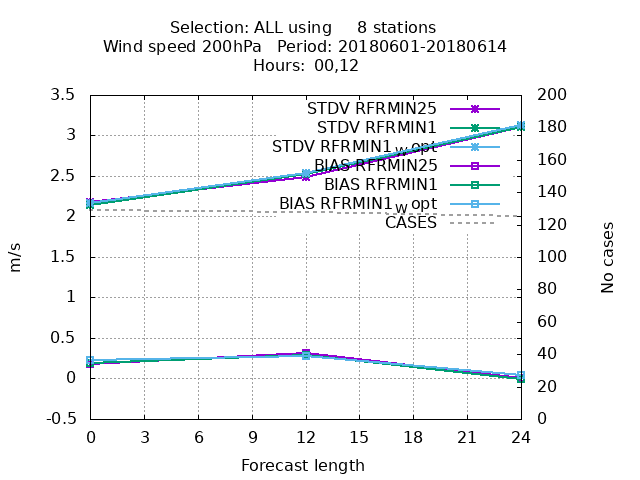 Selection: ALL using 8 stations
Wind speed 200hPa Period: 20180601-20180614
Hours: 00,12
3.5 200
STDV RFRMIN25
STDV RFRMIN1 180
3
STDV RFRMIN1w opt
160
BIAS RFRMIN25
2.5
BIAS RFRMIN1
140
BIAS RFRMIN1w opt
2
CASES 120
m/s
No cases
1.5 100
80
1
60
0.5
40
0
20
-0.5 0
0 3 6 9 12 15 18 21 24
Forecast length